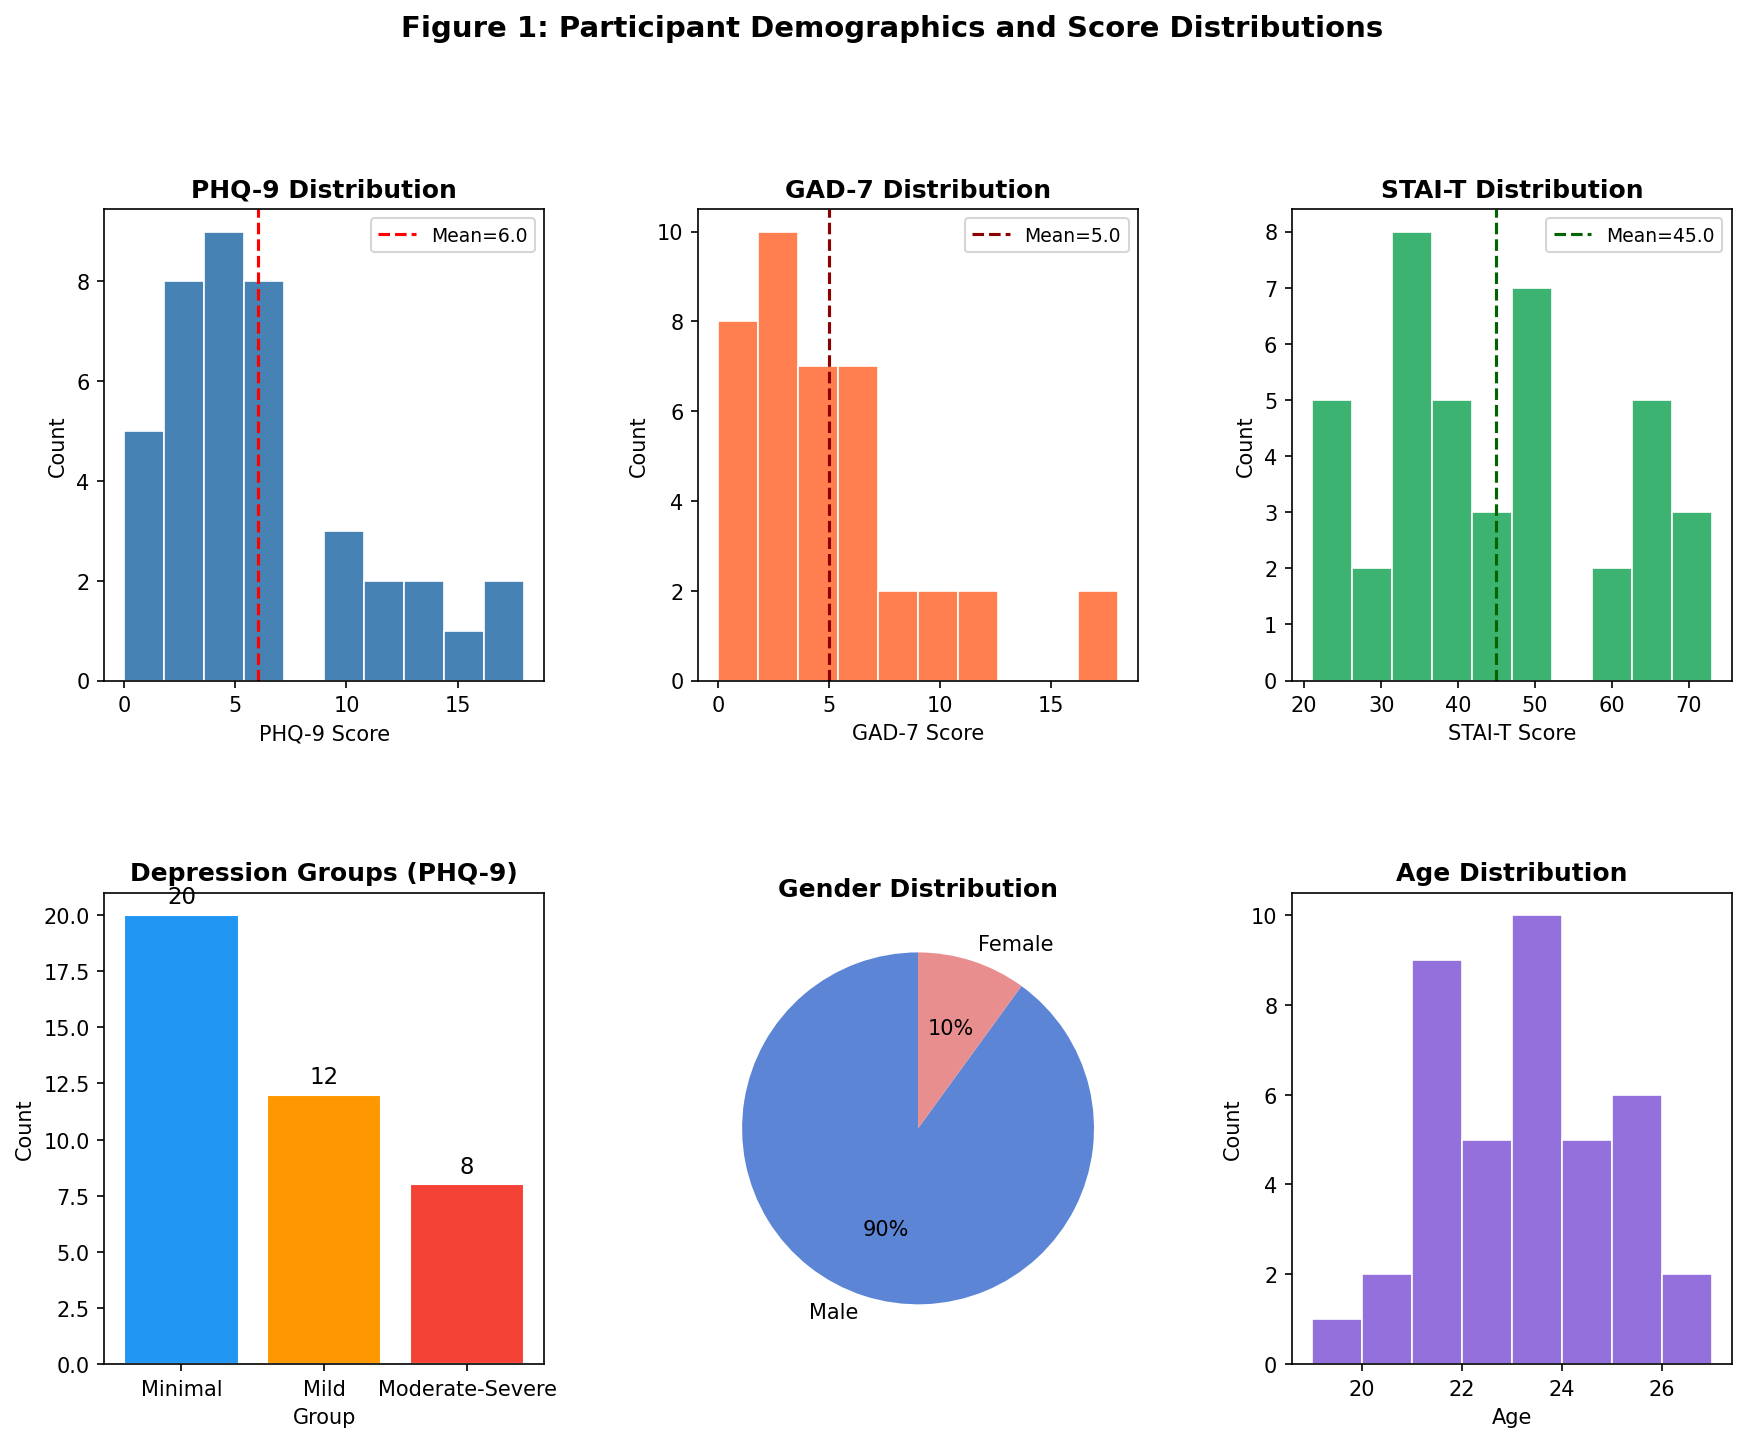 Figure 1: Participant Demographics and Score Distributions
PHQ-9 Distribution
Mean=6.0
Count
0
2
4
6
8
0 5 10 15
PHQ-9 Score
GAD-7 Distribution
Mean=5.0
Count
0
2
4
6
8
10
0 5 10 15
GAD-7 Score
STAI-T Distribution
Mean=45.0
Count
0
1
2
3
4
5
6
7
8
20 30 40 50 60 70
STAI-T Score
Depression Groups (PHQ-9)
20
12
8
Count
0.0
2.5
5.0
7.5
10.0
12.5
15.0
17.5
20.0
Minimal Mild Moderate-Severe
Group
Gender Distribution
Female
10%
90%
Male
Age Distribution
Count
0
2
4
6
8
10
20 22 24 26
Age